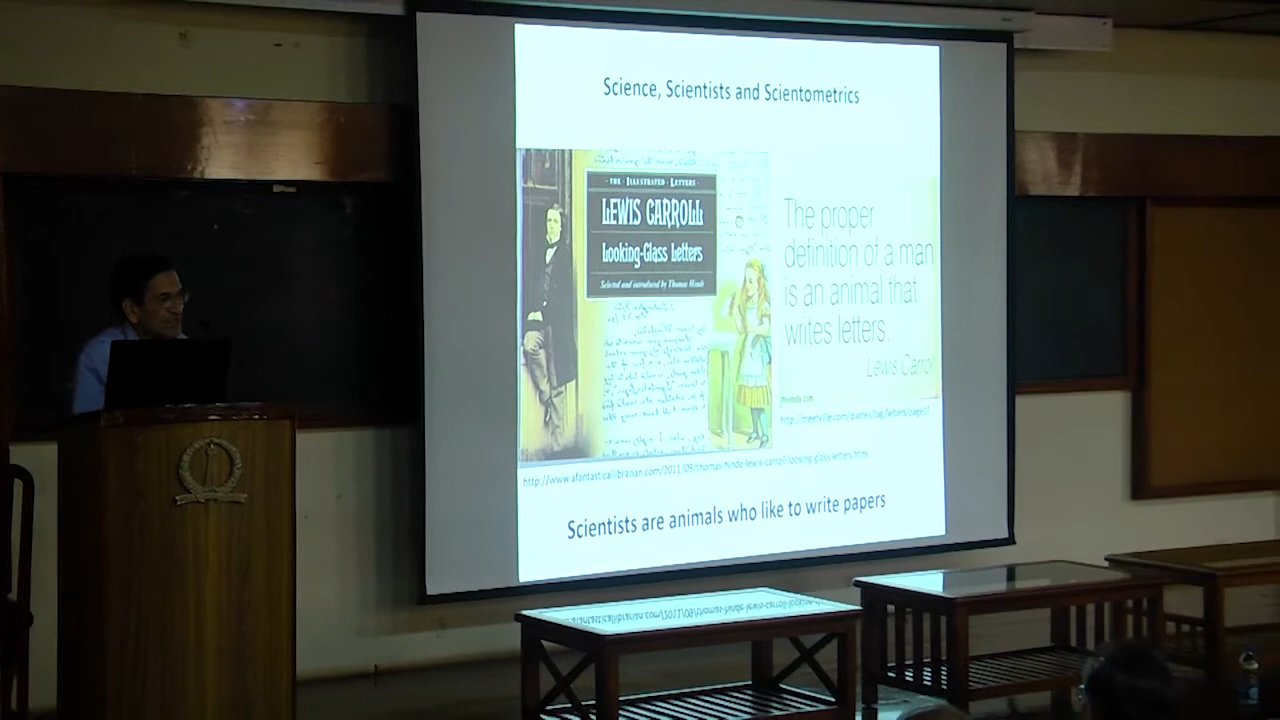 Science, Scientists and Scientometrics
THE ILLUSTRATED LETTERS
LEWIS CARROLL
Looking-Glass Letters
Selected and introduced by Thomas Hinde
The proper
definition of a man
is an animal that
writes letters.
Lewis Carrol
http://meetville.com/quotes/tag/letters/page17
http://www.afantasticallibrarian.com/2011/09/thomas-hinde-lewis-carroll-looking-glass-letters.html
Scientists are animals who like to write papers